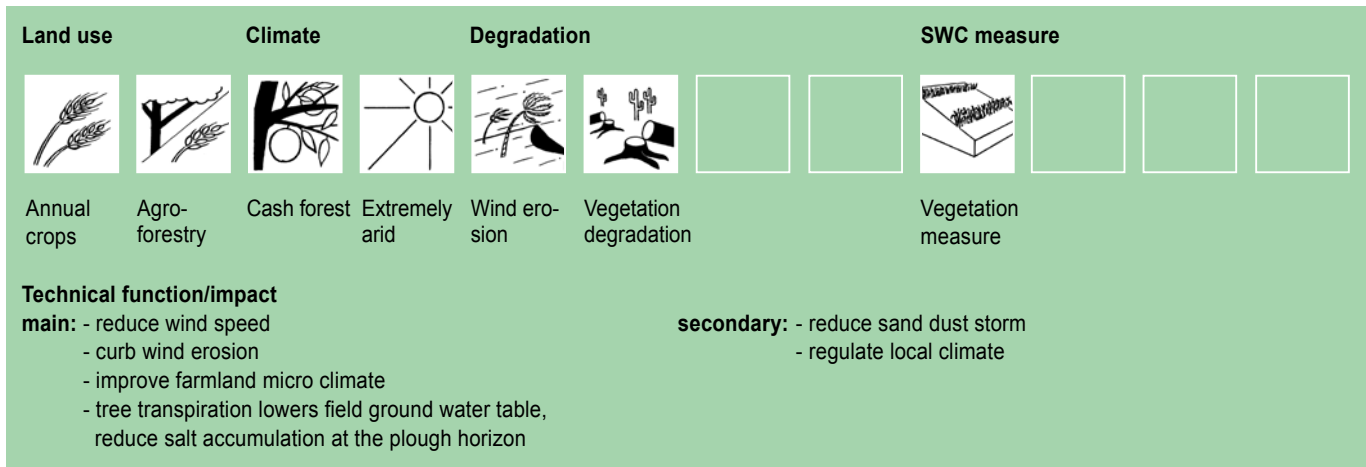 Land use Climate Degradation SWC measure
Annual crops
Agro-
forestry
Cash forest
Extremely
arid
Wind ero-
sion
Vegetation
degradation
Vegetation
measure
Technical function/impact
main: - reduce wind speed
- curb wind erosion
- improve farmland micro climate
- tree transpiration lowers field ground water table,
reduce salt accumulation at the plough horizon
secondary: - reduce sand dust storm
- regulate local climate